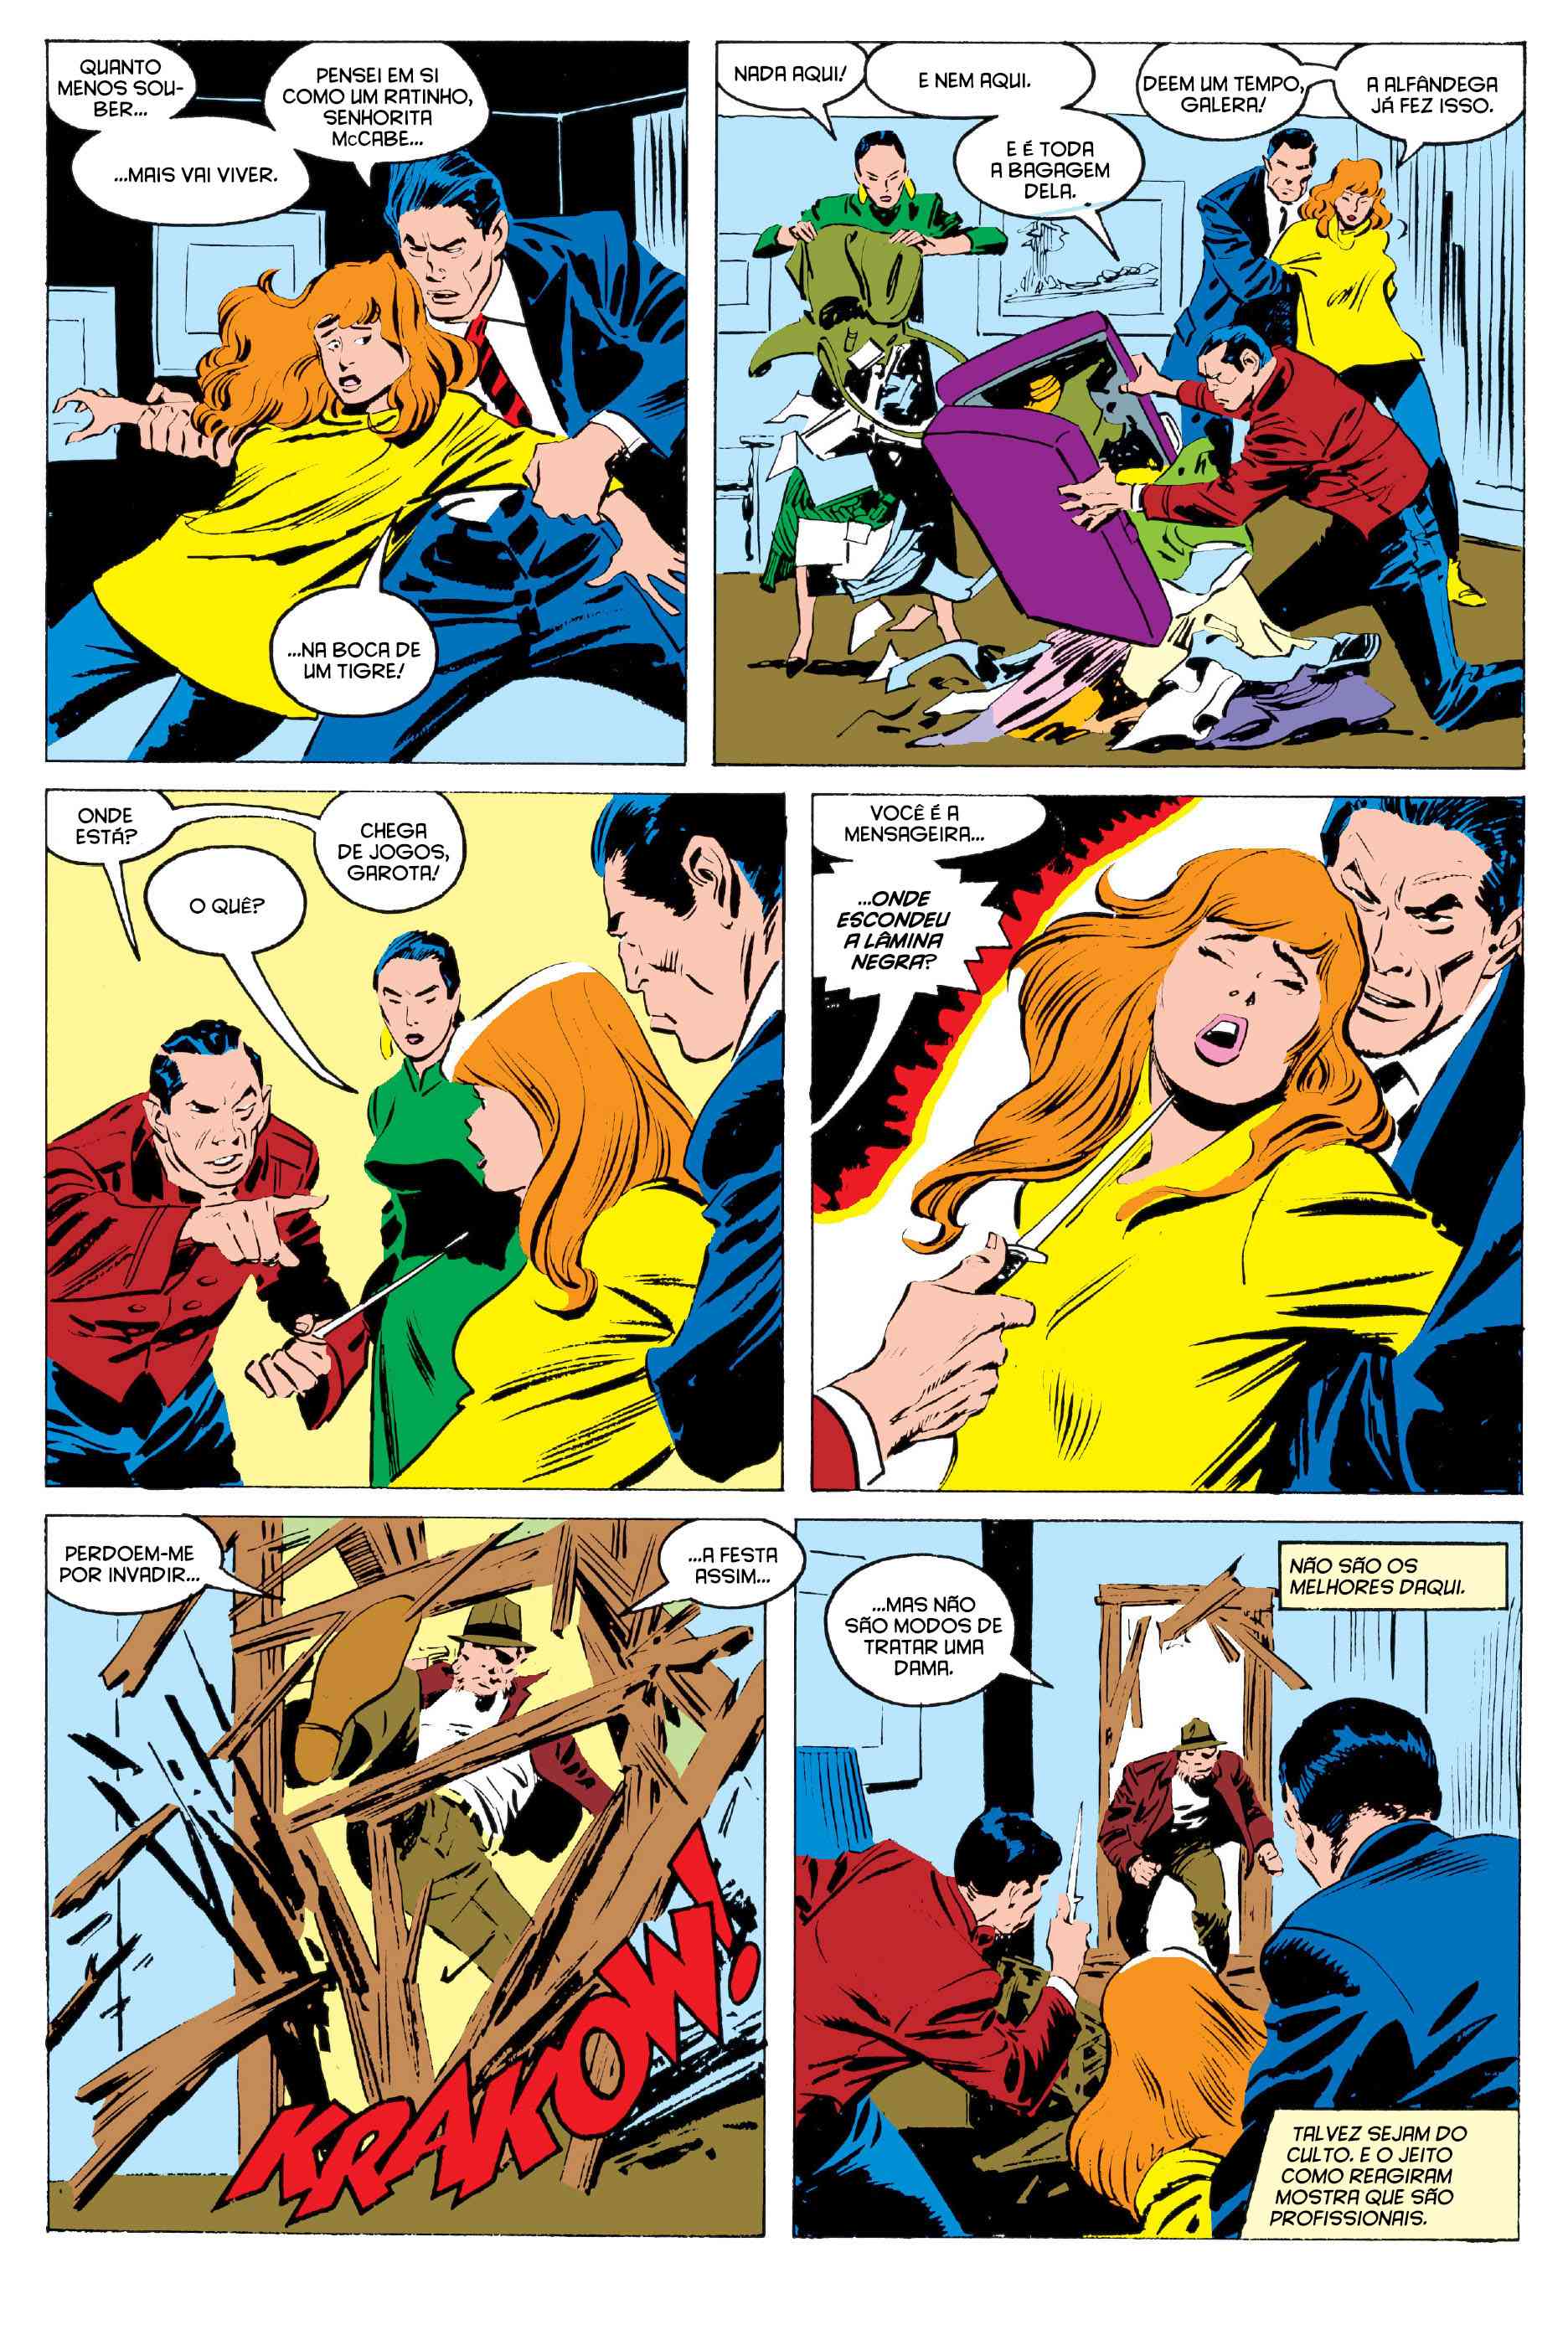 QUANTO
MENOS SOU-
BER...
...MAIS VAI VIVER.
PENSEI EM SI
COMO UM RATINHO,
SENHORITA
McCABE...
...NA BOCA DE
UM TIGRE!
NADA AQUI!
E NEM AQUI.
E É TODA
A BAGAGEM
DELA.
DEEM UM TEMPO,
GALERA!
A ALFÂNDEGA
JÁ FEZ ISSO.
ONDE
ESTÁ?
O QUÊ?
CHEGA
DE JOGOS,
GAROTA!
VOCÊ É A
MENSAGEIRA...
...ONDE
ESCONDEU
A LÂMINA
NEGRA?
PERDOEM-ME
POR INVADIR...
...A FESTA
ASSIM...
KRAKOW!
...MAS NÃO
SÃO MODOS DE
TRATAR UMA
DAMA.
NÃO SÃO OS
MELHORES DAQUI.
TALVEZ SEJAM DO
CULTO. E O JEITO
COMO REAGIRAM
MOSTRA QUE SÃO
PROFISSIONAIS.